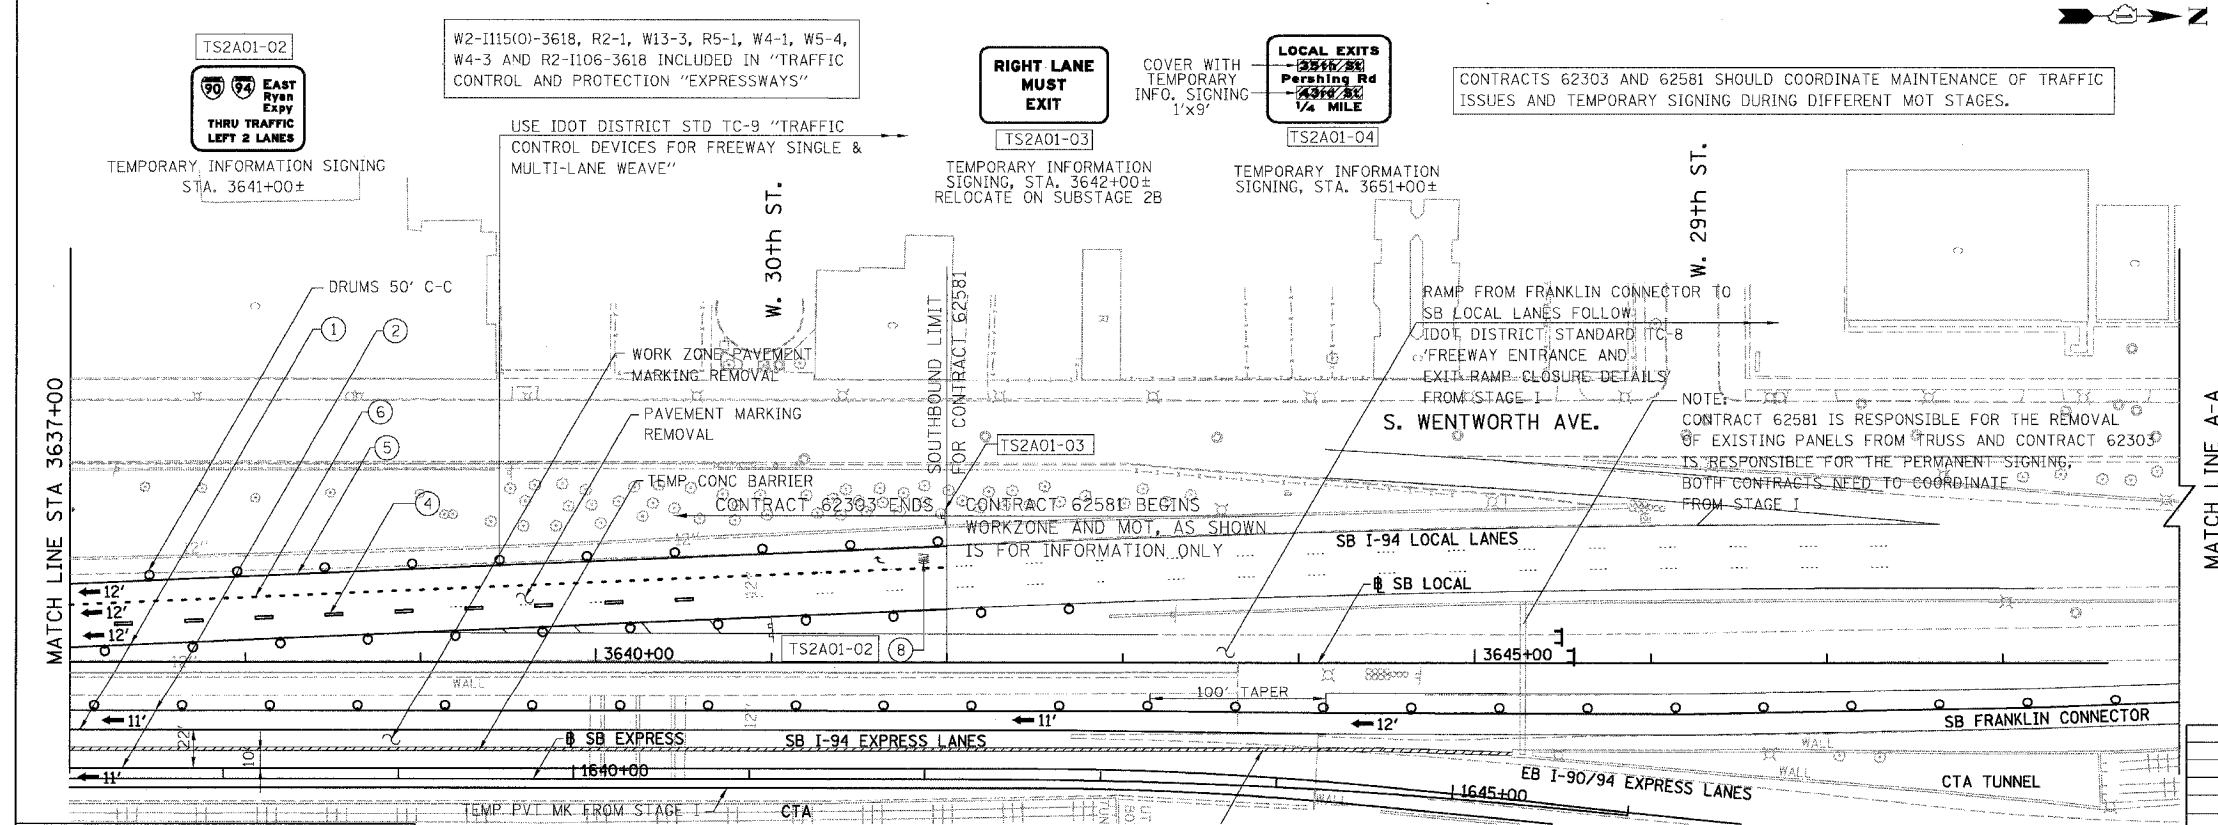 N
TS2A01-02
90 94 EAST
Ryan
Expy
THRU TRAFFIC
LEFT 2 LANES
TEMPORARY INFORMATION SIGNING
STA. 3641+00±
W2-I115(O)-3618, R2-1, W13-3, R5-1, W4-1, W5-4,
W4-3 AND R2-I106-3618 INCLUDED IN "TRAFFIC
CONTROL AND PROTECTION "EXPRESSWAYS"
USE IDOT DISTRICT STD TC-9 "TRAFFIC
CONTROL DEVICES FOR FREEWAY SINGLE &
MULTI-LANE WEAVE"
RIGHT LANE
MUST
EXIT
TS2A01-03
TEMPORARY INFORMATION
SIGNING, STA. 3642+00±
RELOCATE ON SUBSTAGE 2B
COVER WITH
TEMPORARY
INFO. SIGNING
1'x9'
LOCAL EXITS
35th St
Pershing Rd
43rd St
1/4 MILE
TS2A01-04
TEMPORARY INFORMATION
SIGNING, STA. 3651+00±
CONTRACTS 62303 AND 62581 SHOULD COORDINATE MAINTENANCE OF TRAFFIC
ISSUES AND TEMPORARY SIGNING DURING DIFFERENT MOT STAGES.
W. 30th ST.
W. 29th ST.
MATCH LINE STA 3637+00
MATCH LINE A-A
DRUMS 50' C-C
1
2
6
5
4
WORK ZONE PAVEMENT
MARKING REMOVAL
PAVEMENT MARKING
REMOVAL
TEMP CONC BARRIER
SOUTHBOUND LIMIT
FOR CONTRACT 62581
TS2A01-03
CONTRACT 62303 ENDS
CONTRACT 62581 BEGINS
WORKZONE AND MOT, AS SHOWN
IS FOR INFORMATION ONLY
RAMP FROM FRANKLIN CONNECTOR TO
SB LOCAL LANES FOLLOW
IDOT DISTRICT STANDARD TC-8
'FREEWAY ENTRANCE AND
EXIT RAMP CLOSURE DETAILS'
FROM STAGE I
S. WENTWORTH AVE.
NOTE:
CONTRACT 62581 IS RESPONSIBLE FOR THE REMOVAL
OF EXISTING PANELS FROM TRUSS AND CONTRACT 62303
IS RESPONSIBLE FOR THE PERMANENT SIGNING,
BOTH CONTRACTS NEED TO COORDINATE
FROM STAGE I
SB I-94 LOCAL LANES
SB LOCAL
12'
12'
12'
12'
12'
12'
12'
12'
TS2A01-02
8
3640+00
3645+00
WALL
100' TAPER
11'
11'
12'
SB FRANKLIN CONNECTOR
22'
10'
SB EXPRESS
SB I-94 EXPRESS LANES
WALL
WALL
WALL
11'
1640+00
1645+00
EB I-90/94 EXPRESS LANES
CTA TUNNEL
TEMP PVT MK FROM STAGE I
CTA